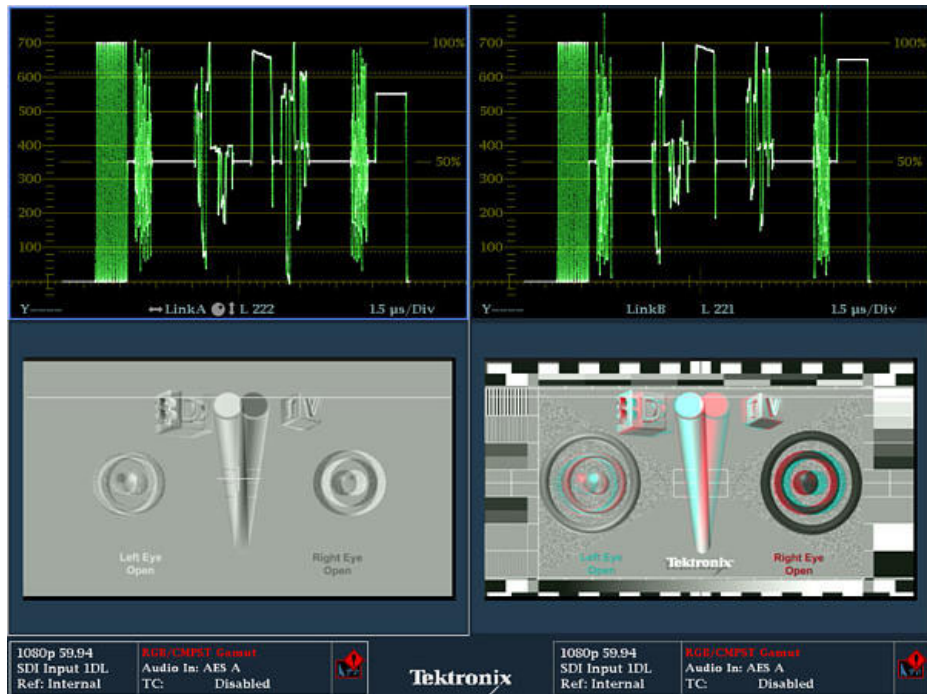 700
600
500
400
300
200
100
0
100%
50%
Y----
LinkA
L 222
1.5 µs/Div
700
600
500
400
300
200
100
0
100%
50%
Y----
LinkB
L 221
1.5 µs/Div
3D
TV
Left Eye
Open
Right Eye
Open
3D
TV
Left Eye
Open
Tektronix
Right Eye
Open
1080p 59.94
SDI Input 1DL
Ref: Internal
RGB/CMPST Gamut
Audio In: AES A
TC: Disabled
Tektronix
1080p 59.94
SDI Input 1DL
Ref: Internal
RGB/CMPST Gamut
Audio In: AES A
TC: Disabled